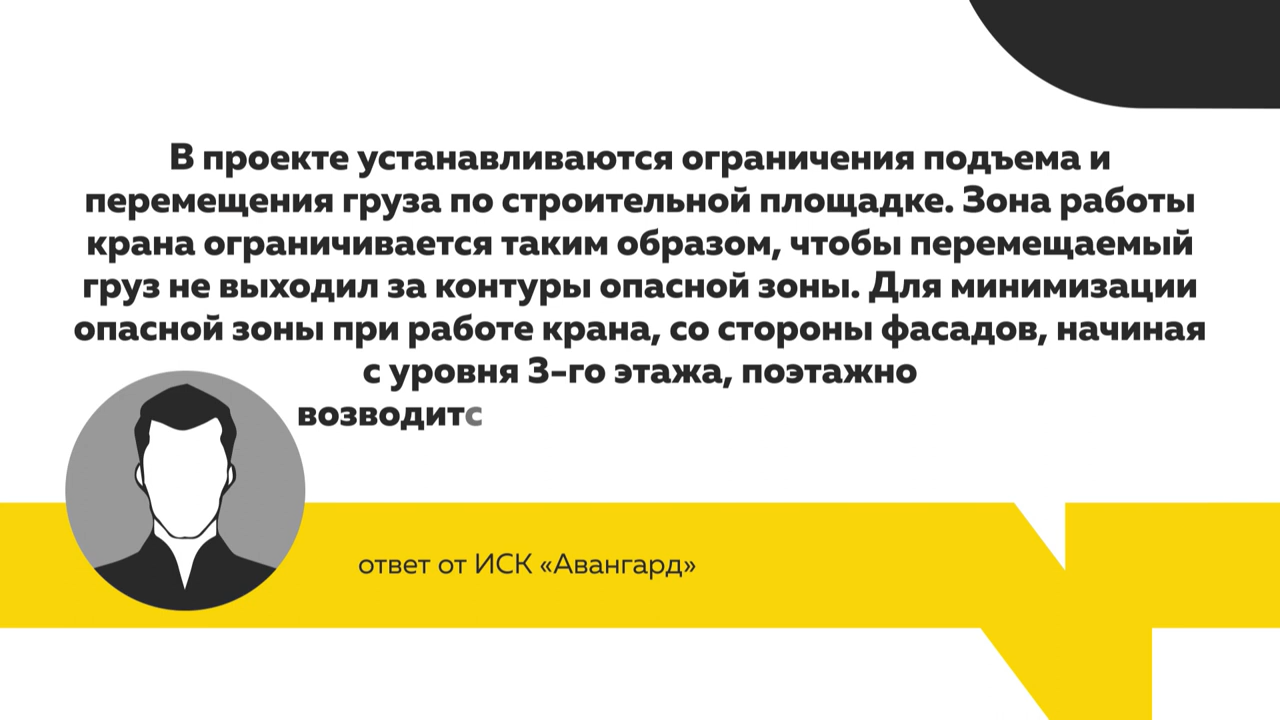 В проекте устанавливаются ограничения подъема и
перемещения груза по строительной площадке. Зона работы
крана ограничивается таким образом, чтобы перемещаемый
груз не выходил за контуры опасной зоны. Для минимизации
опасной зоны при работе крана, со стороны фасадов, начиная
с уровня 3-го этажа, поэтажно
возводитс
ответ от ИСК «Авангард»